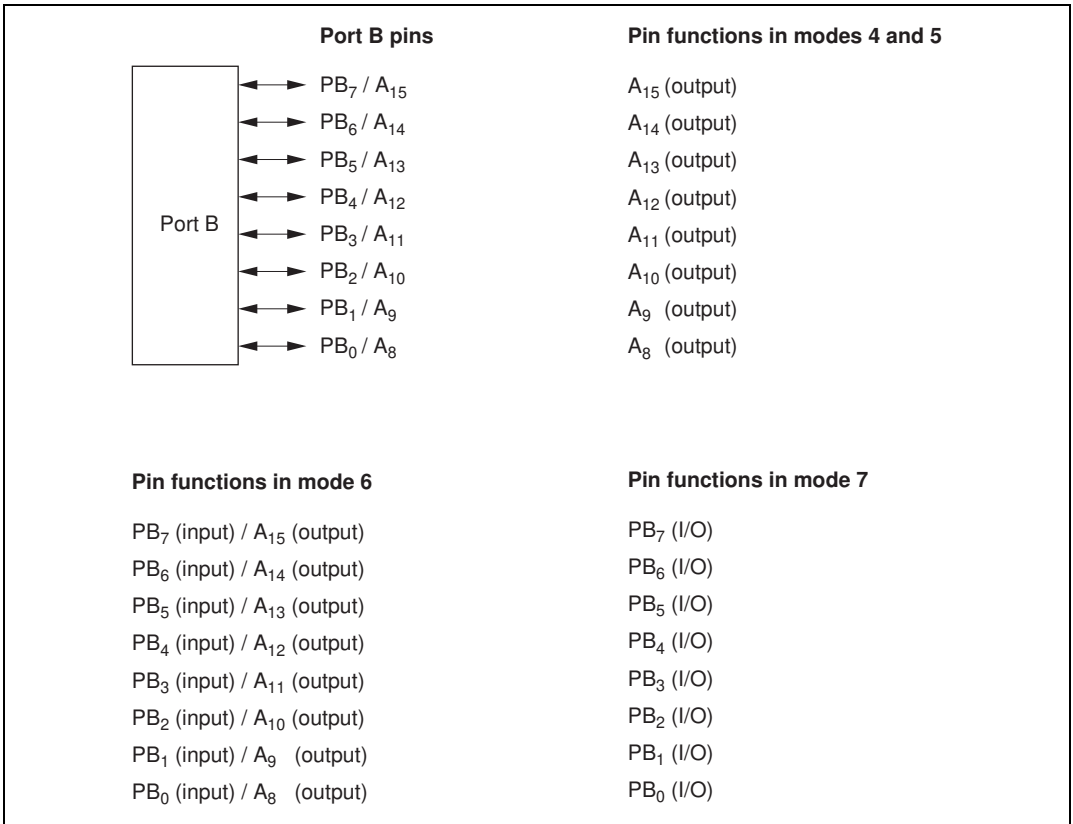 Port B pins
Pin functions in modes 4 and 5
Port B
PB₇ / A₁₅
A₁₅ (output)
PB₆ / A₁₄
A₁₄ (output)
PB₅ / A₁₃
A₁₃ (output)
PB₄ / A₁₂
A₁₂ (output)
PB₃ / A₁₁
A₁₁ (output)
PB₂ / A₁₀
A₁₀ (output)
PB₁ / A₉
A₉ (output)
PB₀ / A₈
A₈ (output)
Pin functions in mode 6
PB₇ (input) / A₁₅ (output)
PB₆ (input) / A₁₄ (output)
PB₅ (input) / A₁₃ (output)
PB₄ (input) / A₁₂ (output)
PB₃ (input) / A₁₁ (output)
PB₂ (input) / A₁₀ (output)
PB₁ (input) / A₉ (output)
PB₀ (input) / A₈ (output)
Pin functions in mode 7
PB₇ (I/O)
PB₆ (I/O)
PB₅ (I/O)
PB₄ (I/O)
PB₃ (I/O)
PB₂ (I/O)
PB₁ (I/O)
PB₀ (I/O)